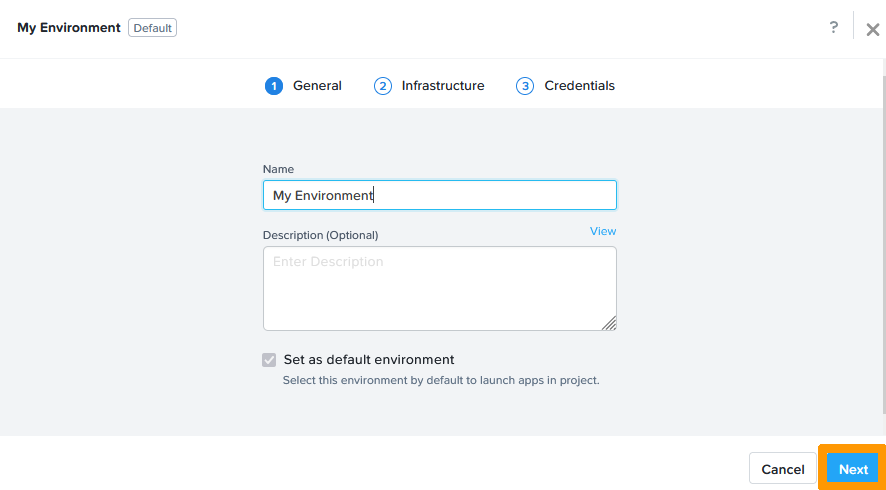 My Environment Default ?
1 General 2 Infrastructure 3 Credentials
Name
My Environment
Description (Optional) View
Enter Description
Set as default environment
Select this environment by default to launch apps in project.
Cancel Next